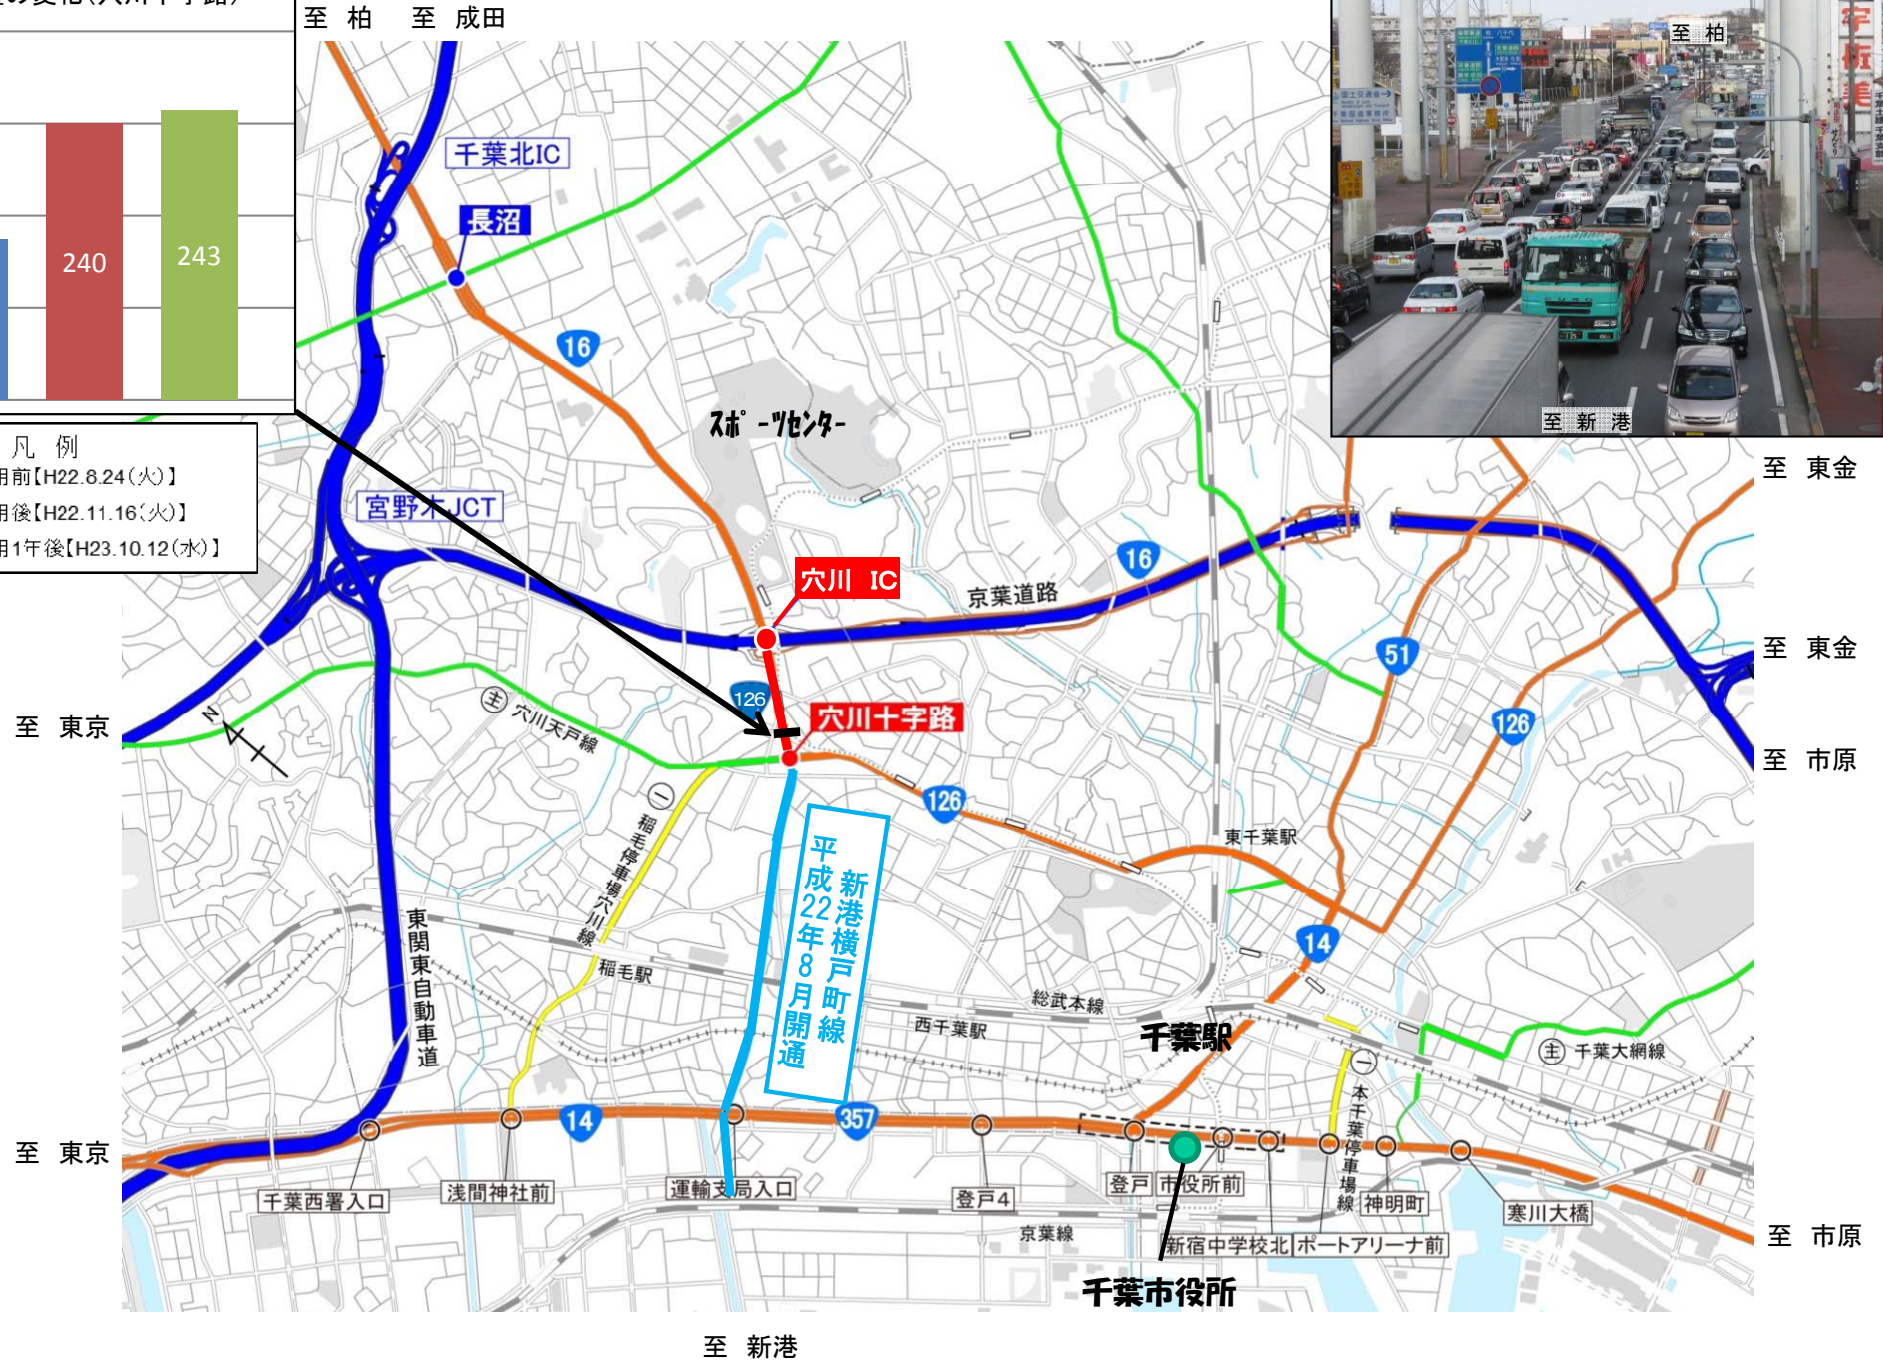 の変化(穴川十字路)
240
243
凡 例
用前【H22.8.24(火)】
用後【H22.11.16(火)】
用1年後【H23.10.12(水)】
至 柏
至 成田
千葉北IC
長沼
16
スポーツセンター
宮野木JCT
穴川 IC
京葉道路
16
至 柏
至 新港
至 東金
至 東金
至 市原
51
126
126
穴川十字路
至 東京
N
主 穴川天戸線
一 稲毛停車場穴川線
126
東千葉駅
新港横戸町線
平成22年8月開通
東関東自動車道
稲毛駅
総武本線
西千葉駅
千葉駅
14
主 千葉大網線
一 本千葉停車場線
至 東京
14
357
千葉西署入口
浅間神社前
運輸支局入口
登戸4
登戸
市役所前
神明町
寒川大橋
京葉線
新宿中学校北
ポートアリーナ前
千葉市役所
至 市原
至 新港